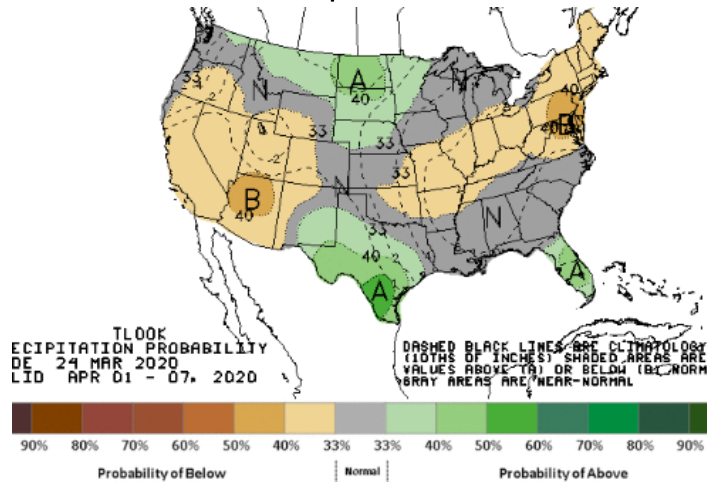 A
40
33
N
33
33
B
40
N
33
33
N
40
A
A
40
40
B
N
TLOOK
ECIPITATION PROBABILITY
DE 24 MAR 2020
LID APR 01 - 07, 2020
DASHED BLACK LINES ARE CLIMATOLOGY
(10THS OF INCHES) SHADED AREAS ARE
VALUES ABOVE (A) OR BELOW (B) NORM
GRAY AREAS ARE NEAR-NORMAL
90% 80% 70% 60% 50% 40% 33% 33% 40% 50% 60% 70% 80% 90%
Probability of Below Normal Probability of Above